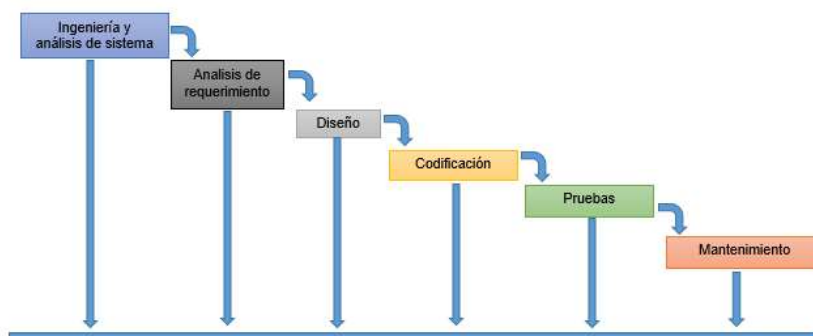 Ingeniería y
análisis de sistema
Analisis de
requerimiento
Diseño
Codificación
Pruebas
Mantenimiento